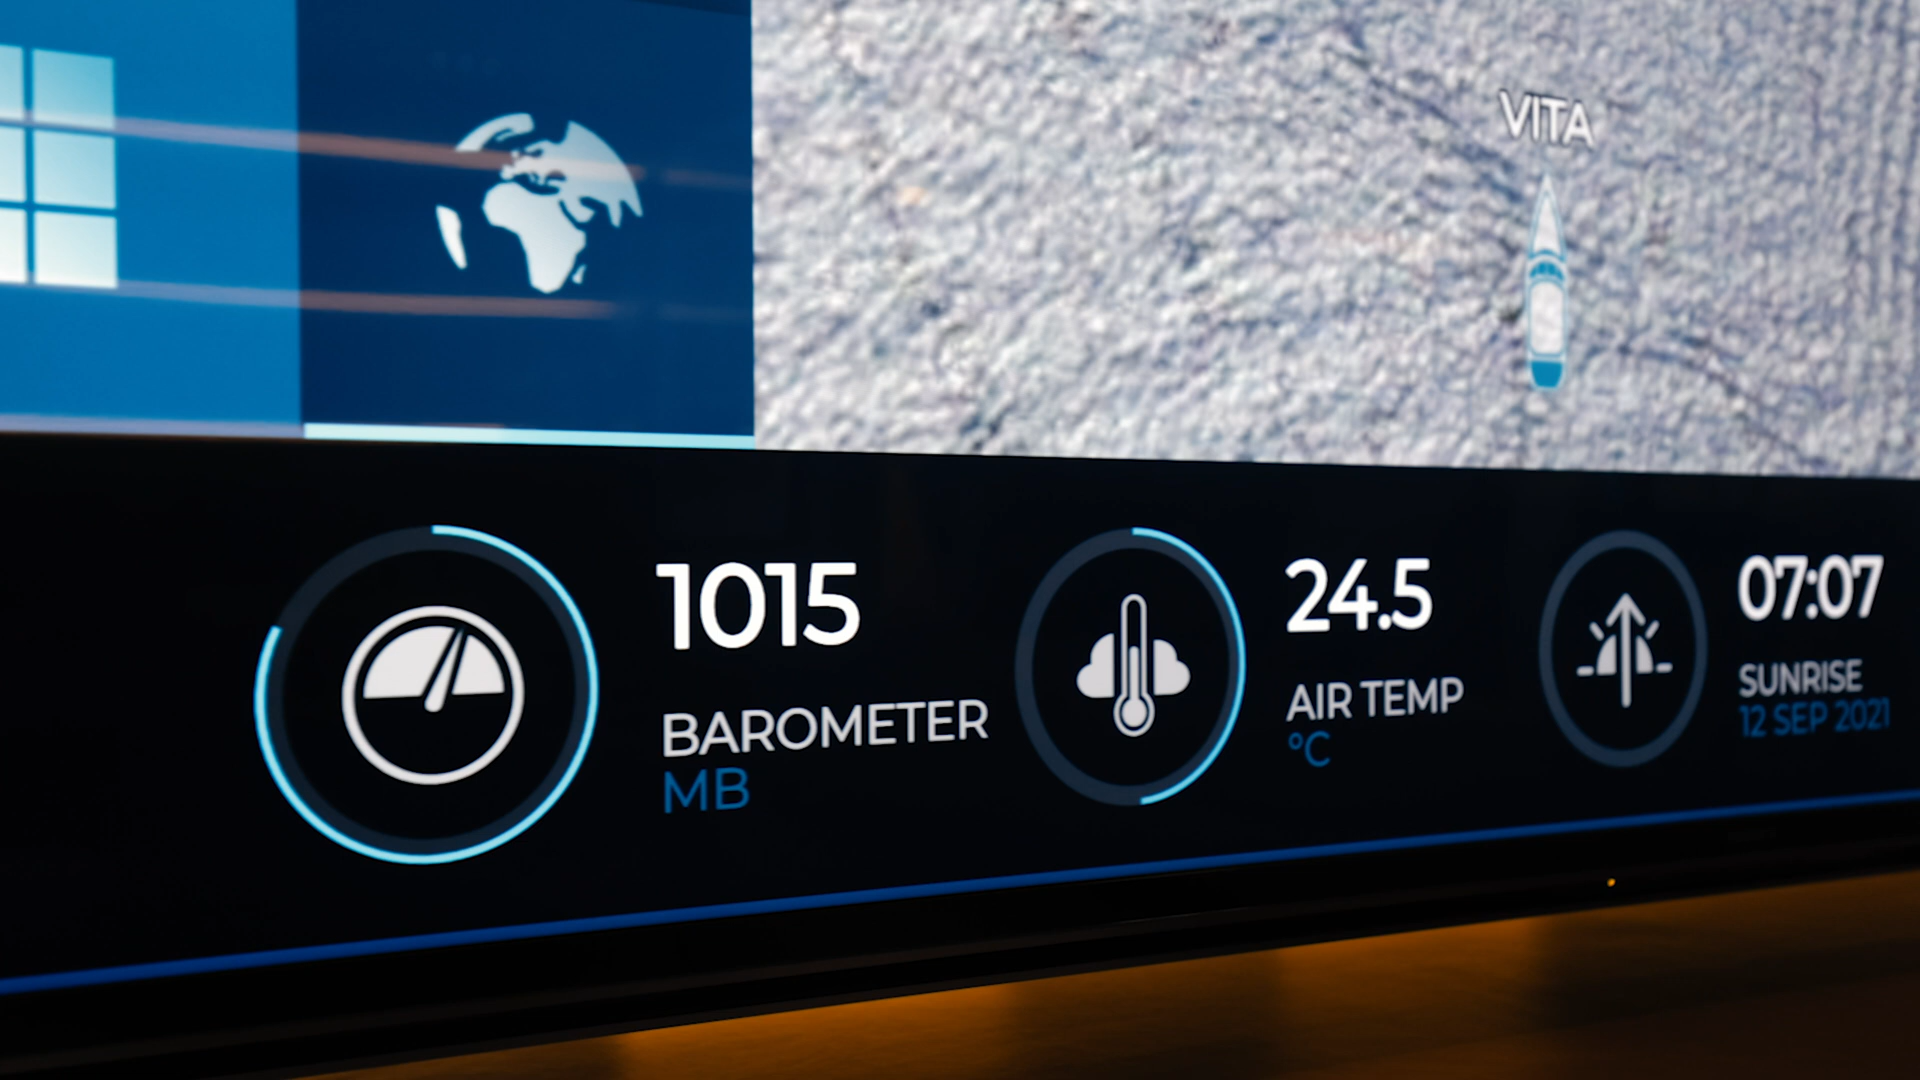 VITA
1015
BAROMETER
MB
24.5
AIR TEMP
°C
07:07
SUNRISE
12 SEP 2021